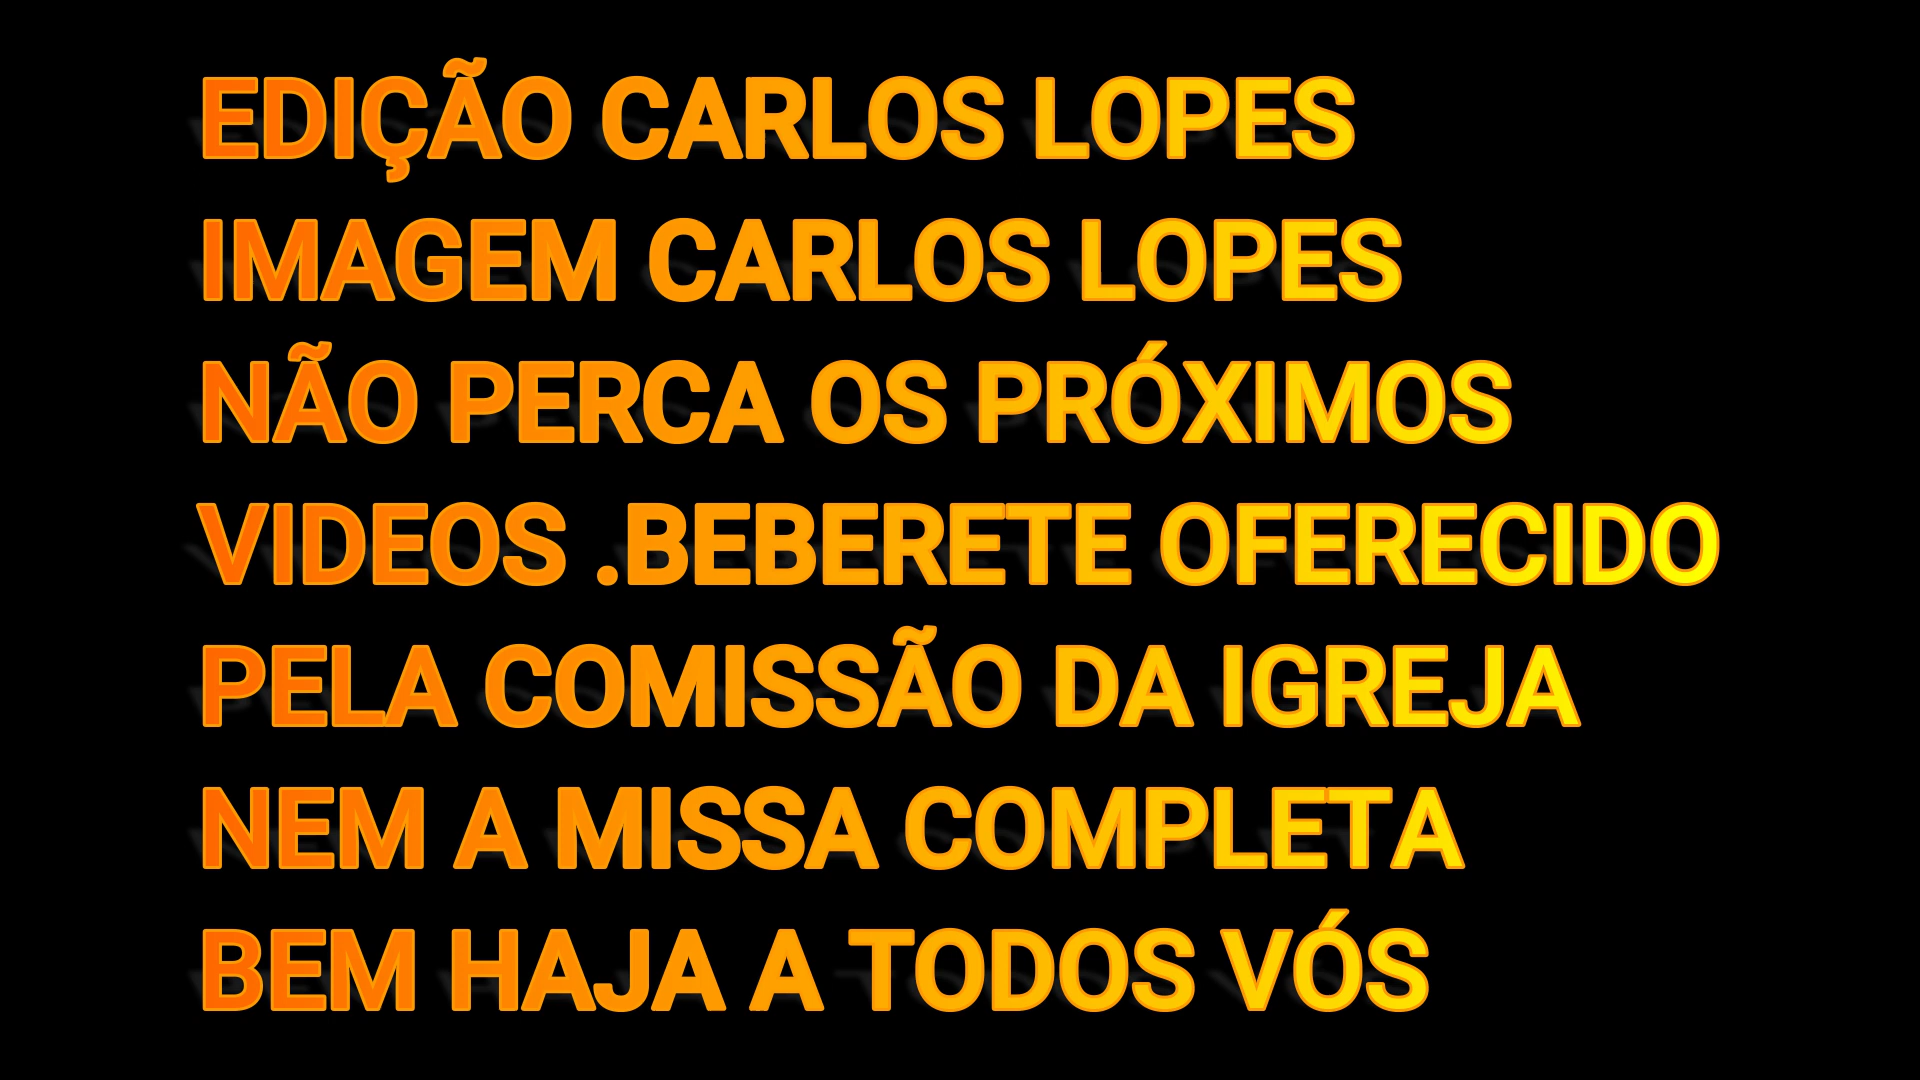 EDIÇÃO CARLOS LOPES
IMAGEM CARLOS LOPES
NÃO PERCA OS PRÓXIMOS
VIDEOS .BEBERETE OFERECIDO
PELA COMISSÃO DA IGREJA
NEM A MISSA COMPLETA
BEM HAJA A TODOS VÓS